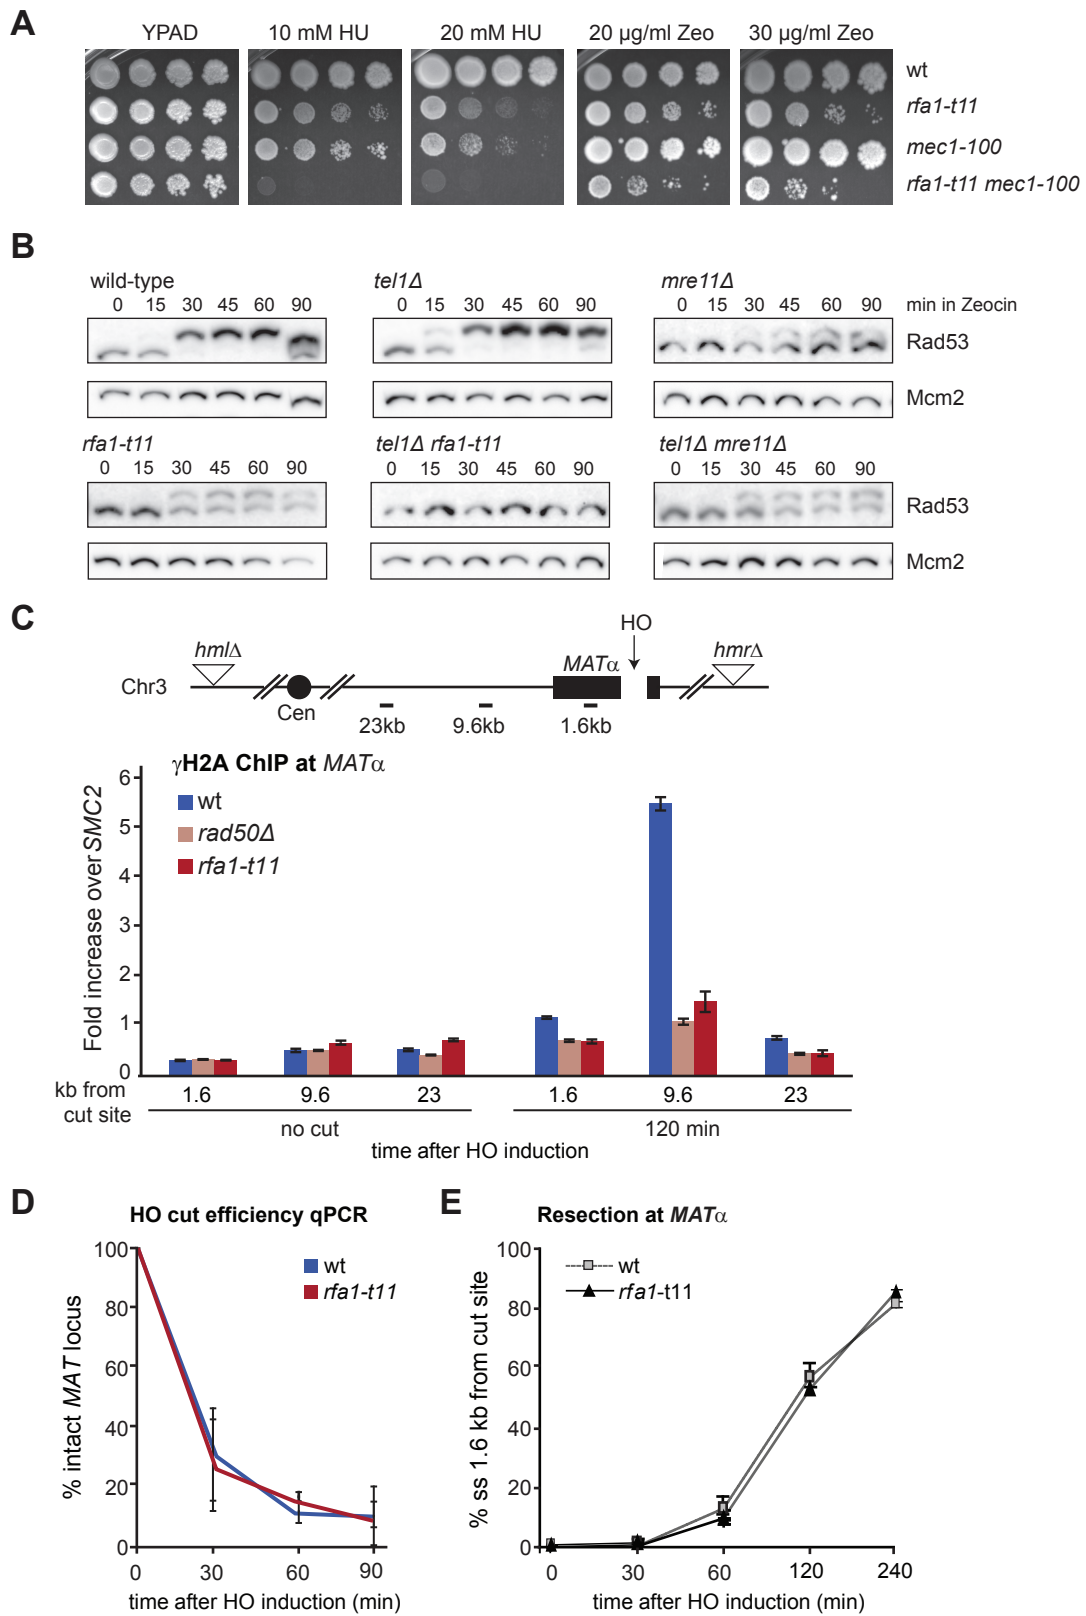 A
YPAD 10 mM HU 20 mM HU 20 µg/ml Zeo 30 µg/ml Zeo
wt
rfa1-t11
mec1-100
rfa1-t11 mec1-100
B
wild-type tel1Δ mre11Δ
0 15 30 45 60 90 0 15 30 45 60 90 0 15 30 45 60 90 min in Zeocin
Rad53
Mcm2
rfa1-t11 tel1Δ rfa1-t11 tel1Δ mre11Δ
0 15 30 45 60 90 0 15 30 45 60 90 0 15 30 45 60 90
Rad53
Mcm2
C
HO
hmlΔ MATα hmrΔ
Chr3
Cen 23kb 9.6kb 1.6kb
γH2A ChIP at MATα
wt
rad50Δ
rfa1-t11
Fold increase over SMC2
6
5
4
3
2
1
0
kb from cut site
1.6 9.6 23 1.6 9.6 23
no cut 120 min
time after HO induction
D
HO cut efficiency qPCR
wt
rfa1-t11
% intact MAT locus
100
80
60
40
20
0
0 30 60 90
time after HO induction (min)
E
Resection at MATα
wt
rfa1-t11
% ss 1.6 kb from cut site
100
80
60
40
20
0
0 30 60 120 240
time after HO induction (min)